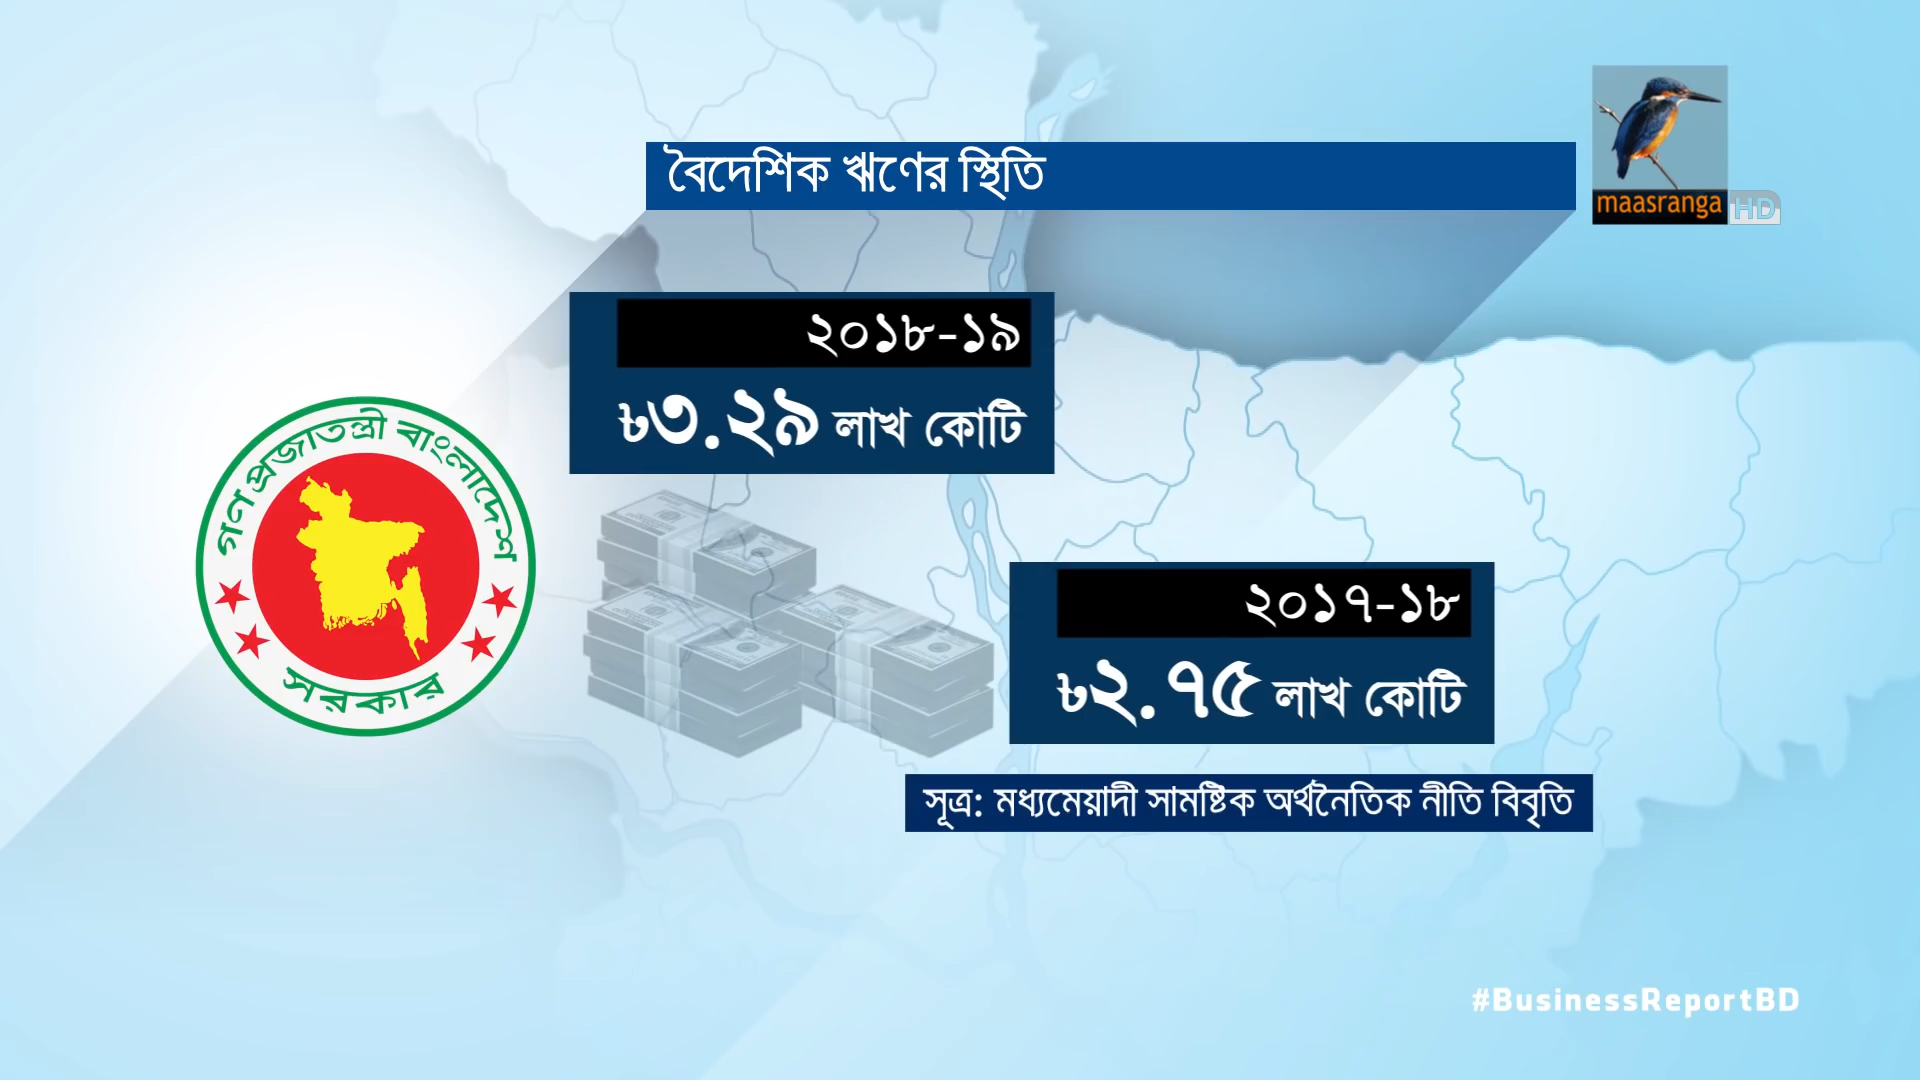 বৈদেশিক ঋণের স্থিতি
maasranga HD
২০১৮-১৯
৳৩.২৯ লাখ কোটি
গণপ্রজাতন্ত্রী বাংলাদেশ
সরকার
২০১৭-১৮
৳২.৭৫ লাখ কোটি
সূত্র: মধ্যমেয়াদী সামষ্টিক অর্থনৈতিক নীতি বিবৃতি
#BusinessReportBD